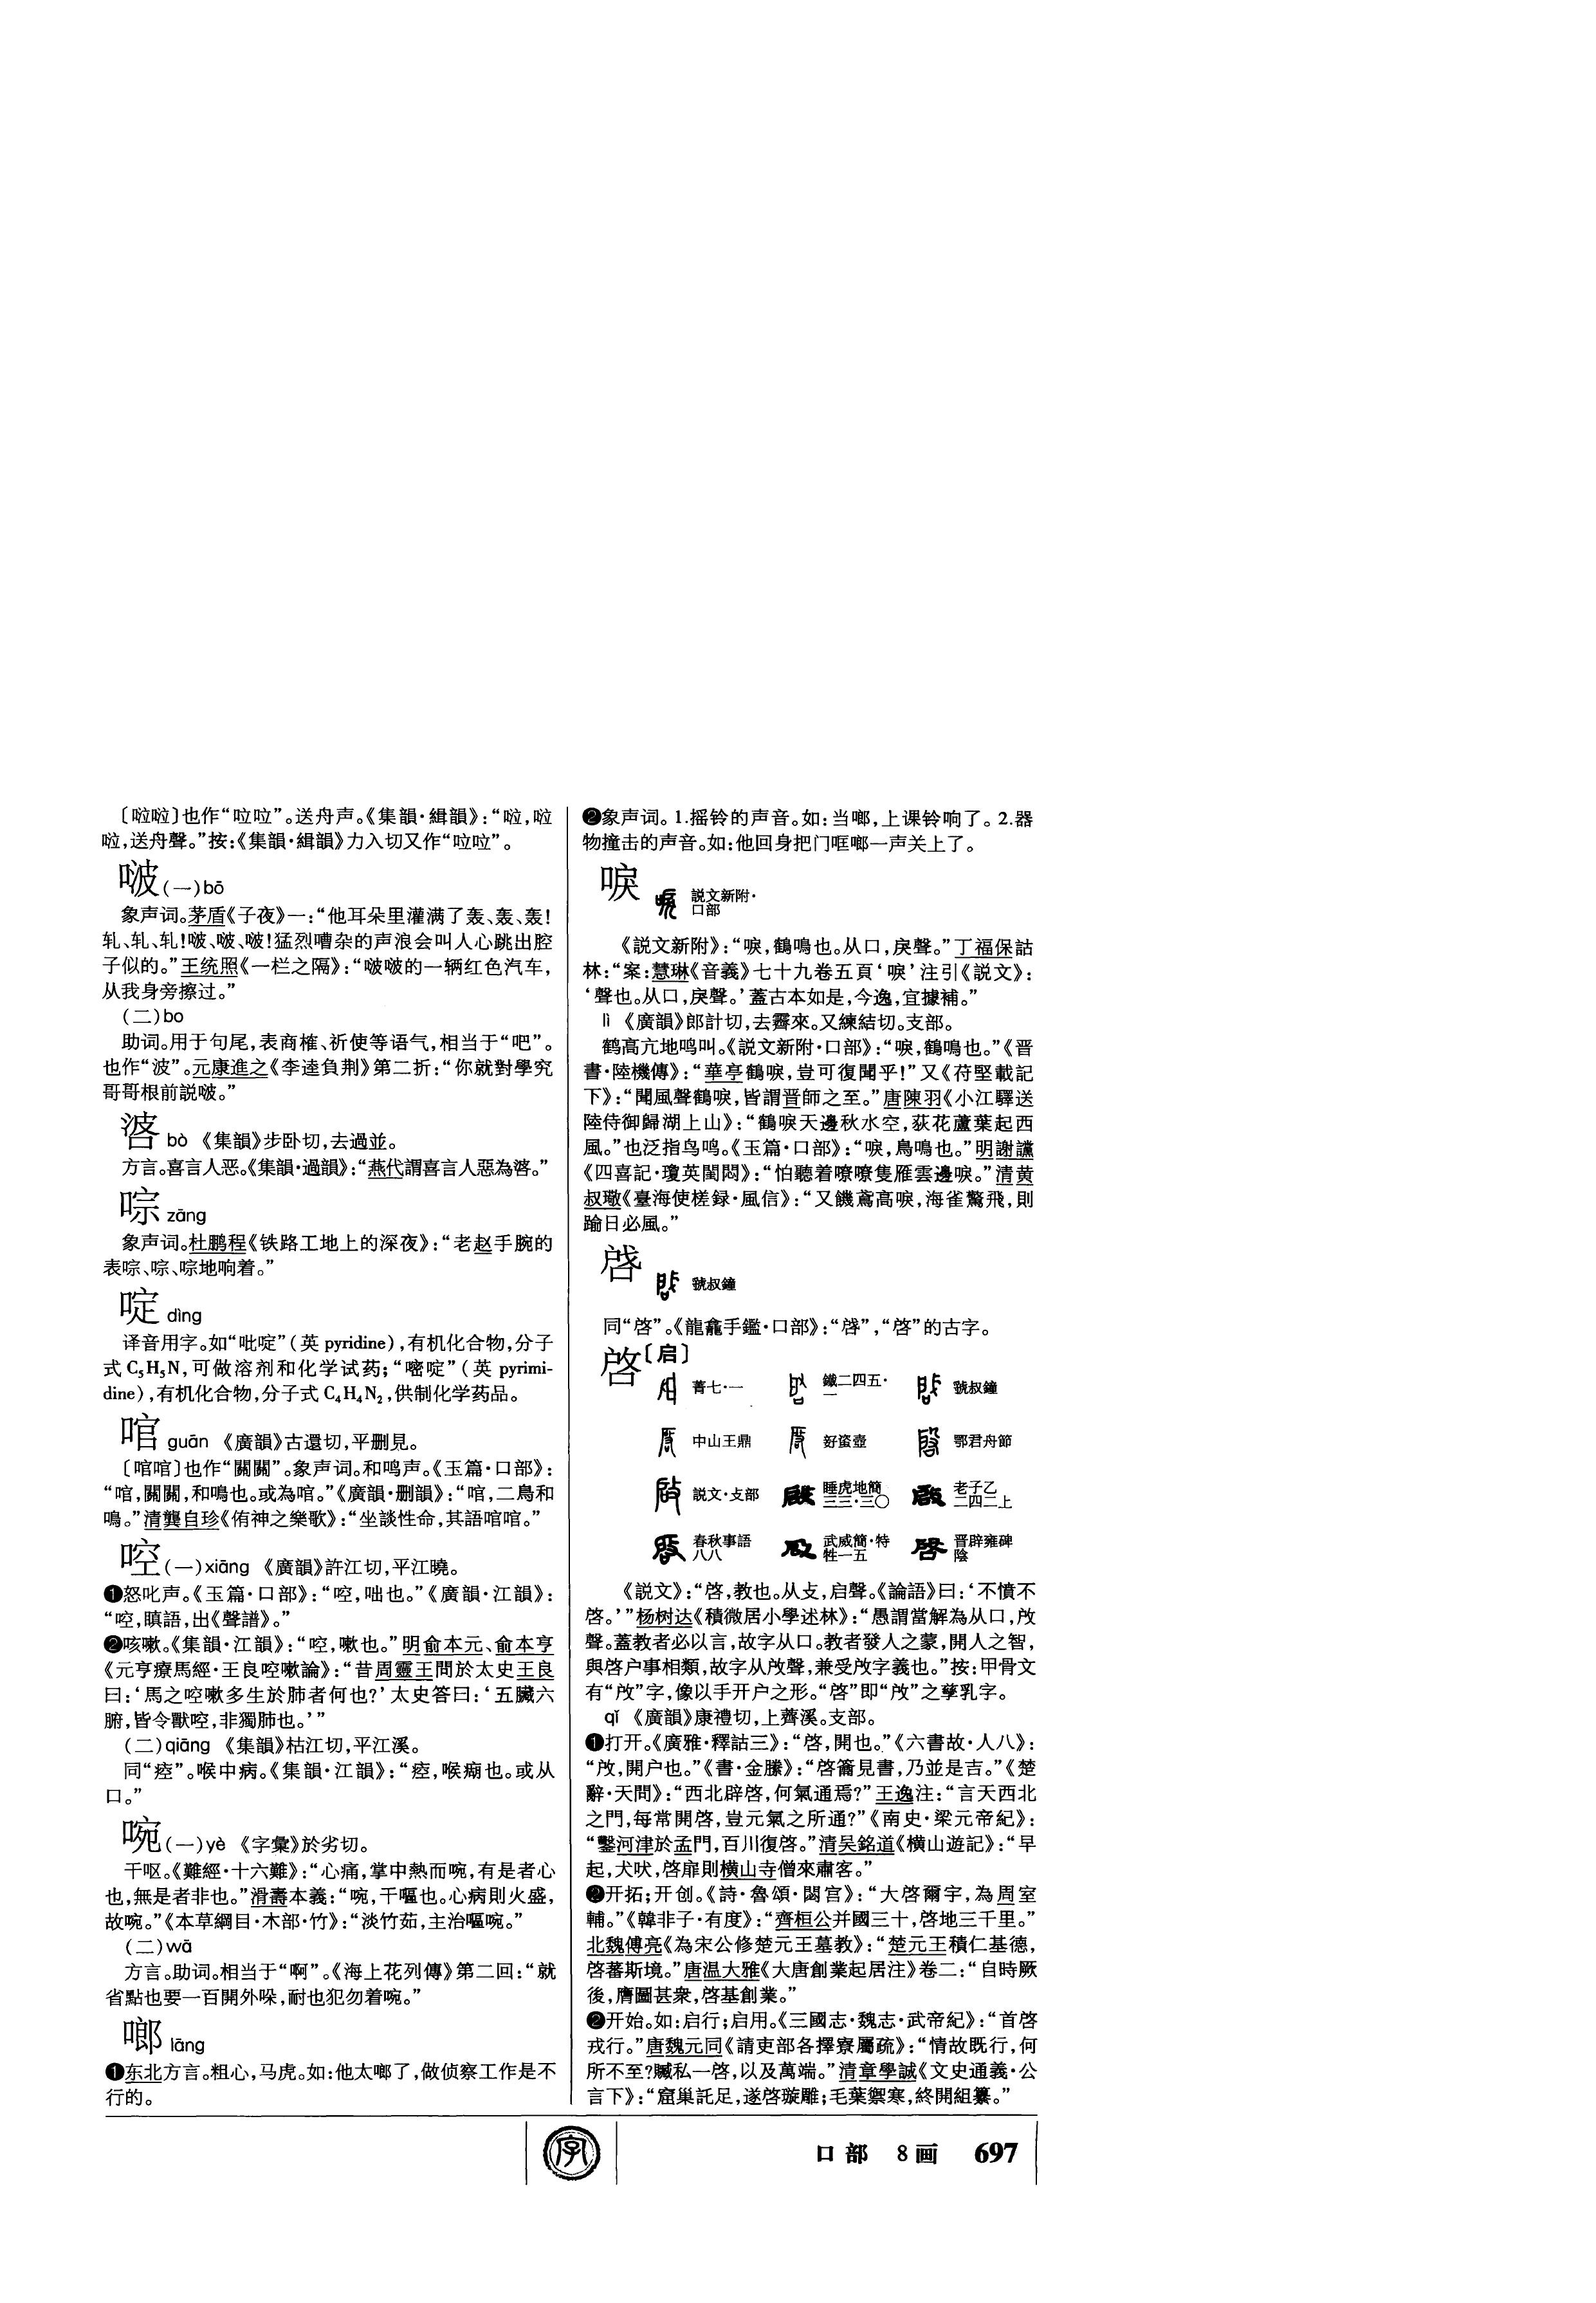 〔啦啦〕也作“㕸㕸”。送舟声。《集韻·緝韻》：“啦，啦
啦，送舟聲。”按：《集韻·緝韻》力入切又作“㕸㕸”。
啵(一)bō
象声词。茅盾《子夜》一：“他耳朵里灌满了轰、轰、轰！
轧、轧、轧！啵、啵、啵！猛烈嘈杂的声浪会叫人心跳出腔
子似的。”王统照《一栏之隔》：“啵啵的一辆红色汽车，
从我身旁擦过。”
(二)bo
助词。用于句尾，表商榷、祈使等语气，相当于“吧”。
也作“波”。元康進之《李逵負荆》第二折：“你就對學究
哥哥根前説啵。”
㗑 bò 《集韻》步卧切，去過並。
方言。喜言人恶。《集韻·過韻》：“燕代謂喜言人惡為㗑。”
㗏 zāng
象声词。杜鹏程《铁路工地上的深夜》：“老赵手腕的
表㗏、㗏、㗏地响着。”
啶 dìng
译音用字。如“吡啶”（英 pyridine），有机化合物，分子
式 C₅H₅N，可做溶剂和化学试药；“嘧啶”（英 pyrimi-
dine），有机化合物，分子式 C₄H₄N₂，供制化学药品。
啹 guān 《廣韻》古還切，平删見。
〔啹啹〕也作“關關”。象声词。和鸣声。《玉篇·口部》：
“啹，關關，和鳴也。或為啹。”《廣韻·删韻》：“啹，二鳥和
鳴。”清龔自珍《侑神之樂歌》：“坐談性命，其語啹啹。”
啌(一)xiāng 《廣韻》許江切，平江曉。
❶怒叱声。《玉篇·口部》：“啌，咄也。”《廣韻·江韻》：
“啌，瞋語，出《聲譜》。”
❷咳嗽。《集韻·江韻》：“啌，嗽也。”明俞本元、俞本亨
《元亨療馬經·王良啌嗽論》：“昔周靈王問於太史王良
曰：‘馬之啌嗽多生於肺者何也？’太史答曰：‘五臟六
腑，皆令獸啌，非獨肺也。’”
(二)qiāng 《集韻》枯江切，平江溪。
同“㾤”。喉中病。《集韻·江韻》：“㾤，喉痛也。或从
口。”
啘(一)yè 《字彙》於劣切。
干呕。《難經·十六難》：“心痛，掌中熱而啘，有是者心
也，無是者非也。”滑壽本義：“啘，干嘔也。心病則火盛，
故啘。”《本草綱目·木部·竹》：“淡竹茹，主治嘔啘。”
(二)wā
方言。助词。相当于“啊”。《海上花列傳》第二回：“就
省點也要一百開外哚，耐也犯勿着啘。”
啷 lāng
❶东北方言。粗心，马虎。如：他太啷了，做侦察工作是不
行的。
❷象声词。1.摇铃的声音。如：当啷，上课铃响了。2.器
物撞击的声音。如：他回身把门哐啷一声关上了。
唳 説文新附·口部
《説文新附》：“唳，鶴鳴也。从口，戾聲。”丁福保詁
林：“案：慧琳《音義》七十九卷五頁‘唳’注引《説文》：
‘聲也。从口，戾聲。’蓋古本如是，今逸，宜據補。”
lì 《廣韻》郎計切，去霽來。又練結切。支部。
鹤高亢地鸣叫。《説文新附·口部》：“唳，鶴鳴也。”《晋
書·陸機傳》：“華亭鶴唳，豈可復聞乎！”又《苻堅載記
下》：“聞風聲鶴唳，皆謂晋師之至。”唐陳羽《小江驛送
陸侍御歸湖上山》：“鶴唳天邊秋水空，荻花蘆葉起西
風。”也泛指鸟鸣。《玉篇·口部》：“唳，鳥鳴也。”明謝讜
《四喜記·瓊英閨悶》：“怕聽着嘹嘹隻雁雲邊唳。”清黄
叔璥《臺海使槎録·風信》：“又饑鳶高唳，海雀驚飛，則
踰日必風。”
𠶳 虢叔鐘
同“啓”。《龍龕手鑑·口部》：“𠶳”，“啓”的古字。
啓〔启〕
菁七·一 鐵二四五·一 虢叔鐘
中山王鼎 𧊒壺 鄂君舟節
説文·攴部 睡虎地簡三三·三〇 老子乙二四二上
春秋事語八八 武威簡·特牲一五 晋辟雍碑陰
《説文》：“啓，教也。从攴，启聲。《論語》曰：‘不憤不
啓。’”杨树达《積微居小學述林》：“愚謂當解為从口，𢼄
聲。蓋教者必以言，故字从口。教者發人之蒙，開人之智，
與啓户事相類，故字从𢼄聲，兼受𢼄字義也。”按：甲骨文
有“𢼄”字，像以手开户之形。“啓”即“𢼄”之孳乳字。
qǐ 《廣韻》康禮切，上薺溪。支部。
❶打开。《廣雅·釋詁三》：“啓，開也。”《六書故·人八》：
“𢼄，開户也。”《書·金縢》：“啓籥見書，乃並是吉。”《楚
辭·天問》：“西北辟啓，何氣通焉？”王逸注：“言天西北
之門，每常開啓，豈元氣之所通？”《南史·梁元帝紀》：
“鑿河津於孟門，百川復啓。”清吴銘道《横山遊記》：“早
起，犬吠，啓扉則横山寺僧來肅客。”
❷开拓；开创。《詩·魯頌·閟宫》：“大啓爾宇，為周室
輔。”《韓非子·有度》：“齊桓公并國三十，啓地三千里。”
北魏傅亮《為宋公修楚元王墓教》：“楚元王積仁基德，
啓蕃斯境。”唐温大雅《大唐創業起居注》卷二：“自時厥
後，膺圖甚衆，啓基創業。”
❷开始。如：启行；启用。《三國志·魏志·武帝紀》：“首啓
戎行。”唐魏元同《請吏部各擇寮屬疏》：“情故既行，何
所不至？贓私一啓，以及萬端。”清章學誠《文史通義·公
言下》：“窟巢託足，遂啓璇雕；毛葉禦寒，終開組纂。”
口部 8画 697